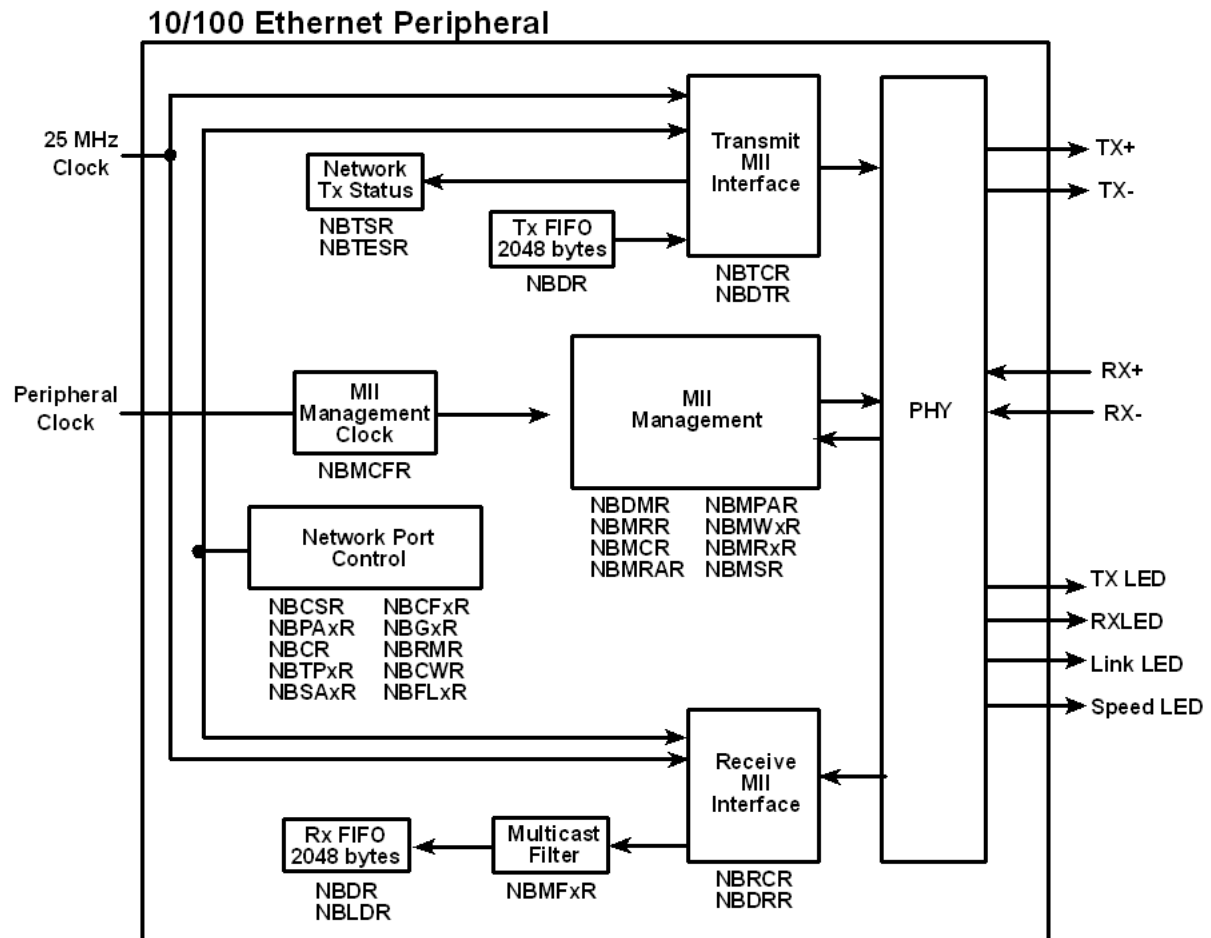 10/100 Ethernet Peripheral
25 MHz
Clock
Network
Tx Status
NBTSR
NBTESR
Tx FIFO
2048 bytes
NBDR
Transmit
MII
Interface
NBTCR
NBDTR
TX+
TX-
Peripheral
Clock
MII
Management
Clock
NBMCFR
MII
Management
NBDMR NBMPAR
NBMRR NBMWxR
NBMCR NBMRxR
NBMRAR NBMSR
PHY
RX+
RX-
Network Port
Control
NBCSR NBCFxR
NBPAxR NBGxR
NBCR NBRMR
NBTPxR NBCWR
NBSAxR NBFLxR
TX LED
RXLED
Link LED
Speed LED
Rx FIFO
2048 bytes
NBDR
NBLDR
Multicast
Filter
NBMFxR
Receive
MII
Interface
NBRCR
NBDRR